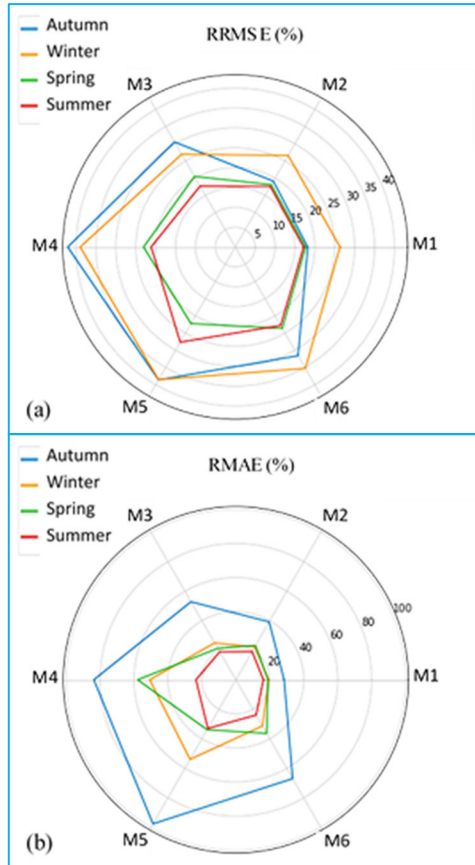 RRMSE (%)
Autumn
Winter
Spring
Summer
M3
M2
5
10
15
20
25
30
35
40
M4
M1
M5
M6
(a)
RMAE (%)
Autumn
Winter
Spring
Summer
M3
M2
20
40
60
80
100
M4
M1
M5
M6
(b)